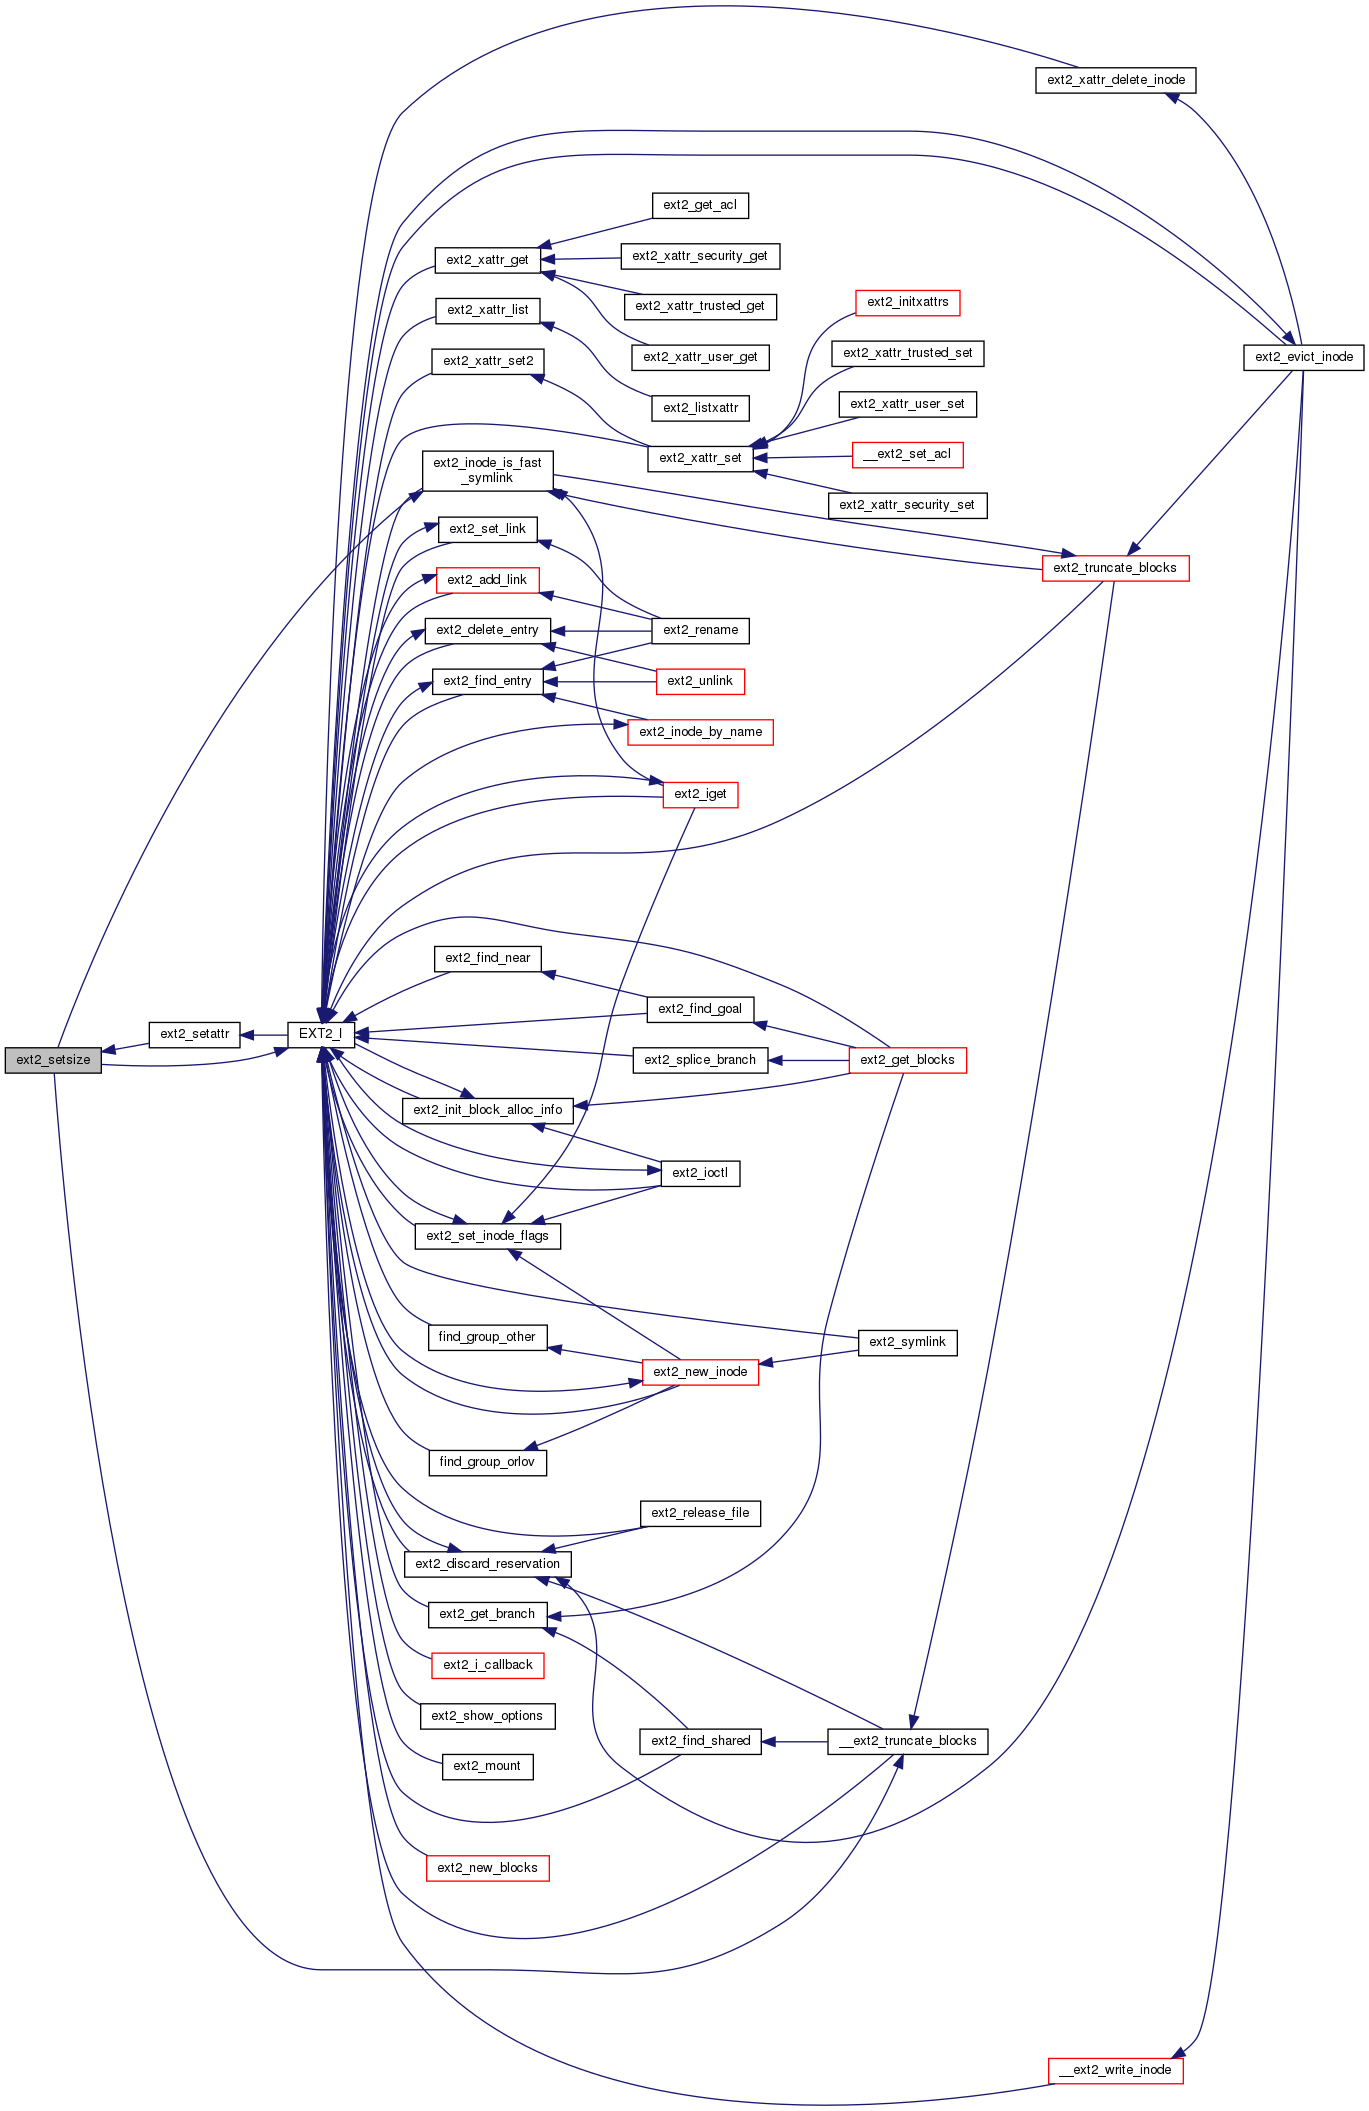 ext2_xattr_delete_inode
ext2_get_acl
ext2_xattr_get
ext2_xattr_security_get
ext2_xattr_trusted_get
ext2_initxattrs
ext2_xattr_list
ext2_xattr_user_get
ext2_xattr_trusted_set
ext2_evict_inode
ext2_xattr_set2
ext2_listxattr
ext2_xattr_user_set
ext2_xattr_set
__ext2_set_acl
ext2_inode_is_fast
_symlink
ext2_xattr_security_set
ext2_set_link
ext2_truncate_blocks
ext2_add_link
ext2_delete_entry
ext2_rename
ext2_find_entry
ext2_unlink
ext2_inode_by_name
ext2_iget
ext2_find_near
ext2_find_goal
ext2_setattr
EXT2_I
ext2_setsize
ext2_splice_branch
ext2_get_blocks
ext2_init_block_alloc_info
ext2_ioctl
ext2_set_inode_flags
find_group_other
ext2_symlink
ext2_new_inode
find_group_orlov
ext2_release_file
ext2_discard_reservation
ext2_get_branch
ext2_i_callback
ext2_show_options
ext2_find_shared
__ext2_truncate_blocks
ext2_mount
ext2_new_blocks
__ext2_write_inode